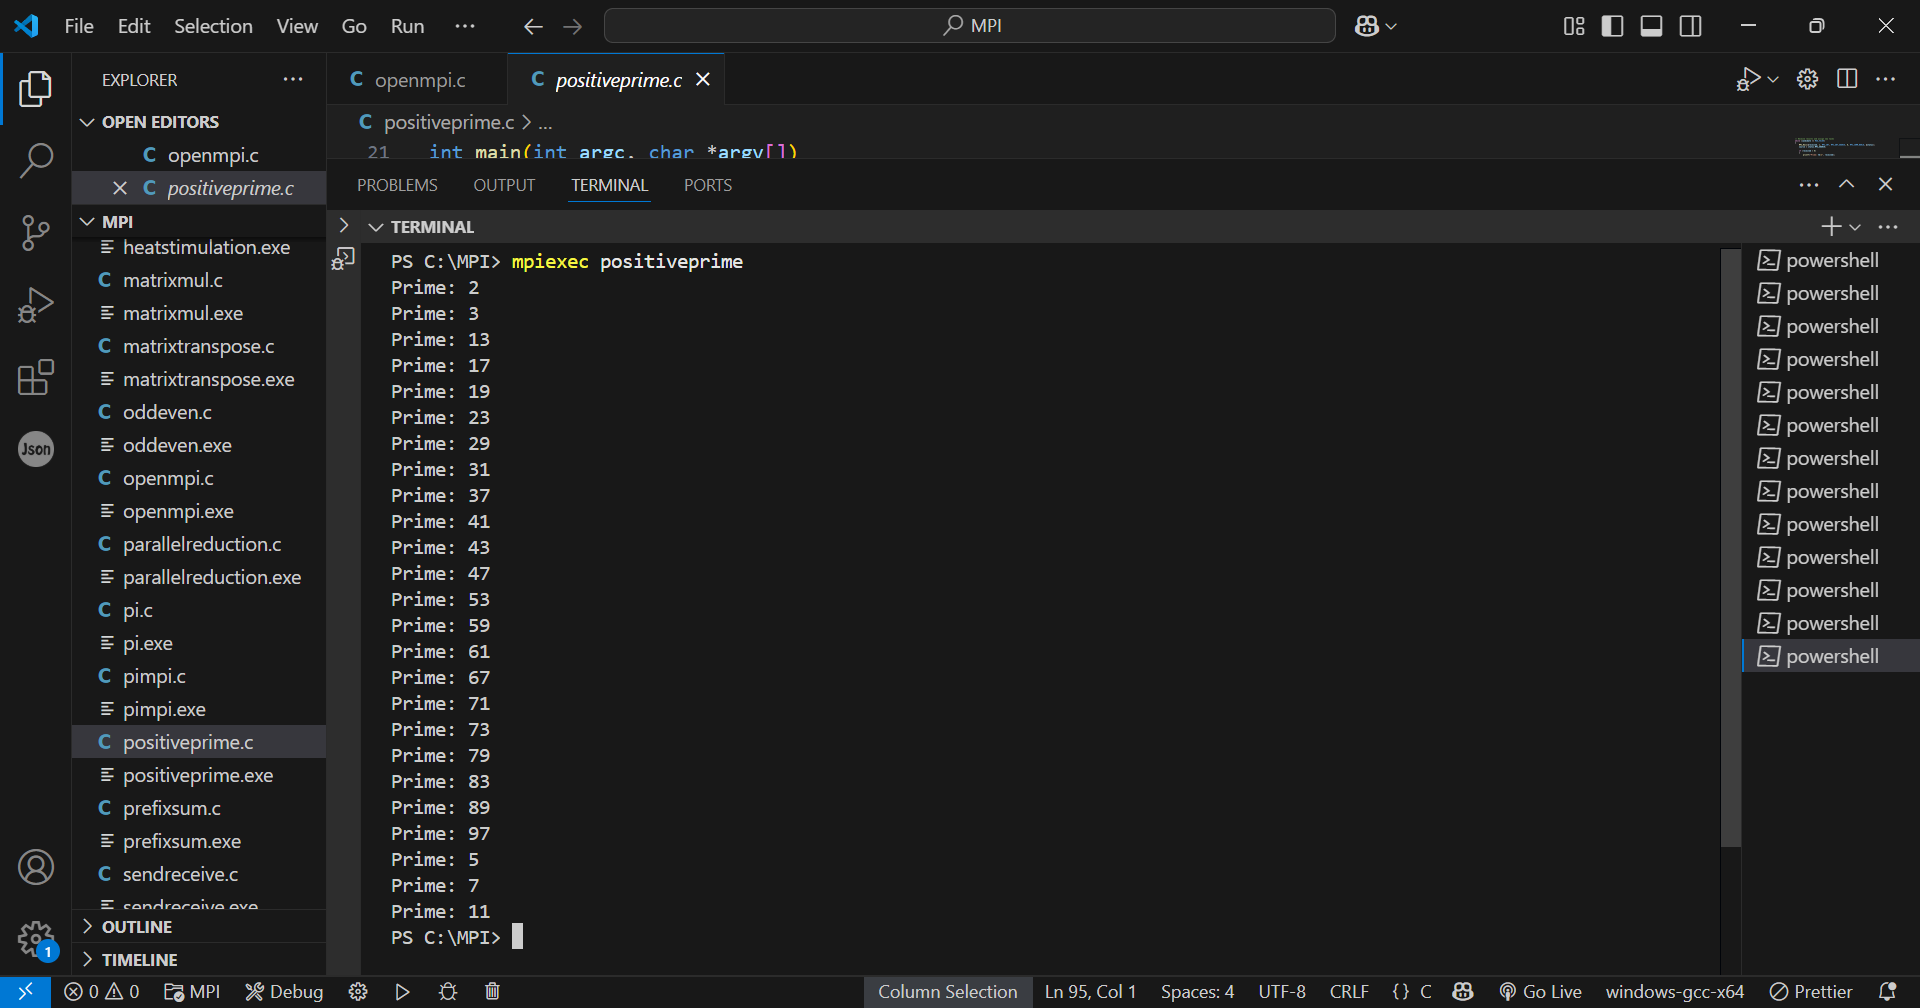 File Edit Selection View Go Run ···
MPI
EXPLORER ···
OPEN EDITORS
openmpi.c
positiveprime.c
MPI
heatstimulation.exe
matrixmul.c
matrixmul.exe
matrixtranspose.c
matrixtranspose.exe
oddeven.c
oddeven.exe
openmpi.c
openmpi.exe
parallelreduction.c
parallelreduction.exe
pi.c
pi.exe
pimpi.c
pimpi.exe
positiveprime.c
positiveprime.exe
prefixsum.c
prefixsum.exe
sendreceive.c
sendreceive.exe
OUTLINE
TIMELINE
Json
1
C openmpi.c C positiveprime.c
C positiveprime.c > ...
21 int main(int argc, char *argv[])
PROBLEMS OUTPUT TERMINAL PORTS
TERMINAL
PS C:\MPI> mpiexec positiveprime
Prime: 2
Prime: 3
Prime: 13
Prime: 17
Prime: 19
Prime: 23
Prime: 29
Prime: 31
Prime: 37
Prime: 41
Prime: 43
Prime: 47
Prime: 53
Prime: 59
Prime: 61
Prime: 67
Prime: 71
Prime: 73
Prime: 79
Prime: 83
Prime: 89
Prime: 97
Prime: 5
Prime: 7
Prime: 11
PS C:\MPI>
powershell
powershell
powershell
powershell
powershell
powershell
powershell
powershell
powershell
powershell
powershell
powershell
powershell
0 0 MPI Debug Column Selection Ln 95, Col 1 Spaces: 4 UTF-8 CRLF {} C Go Live windows-gcc-x64 Prettier